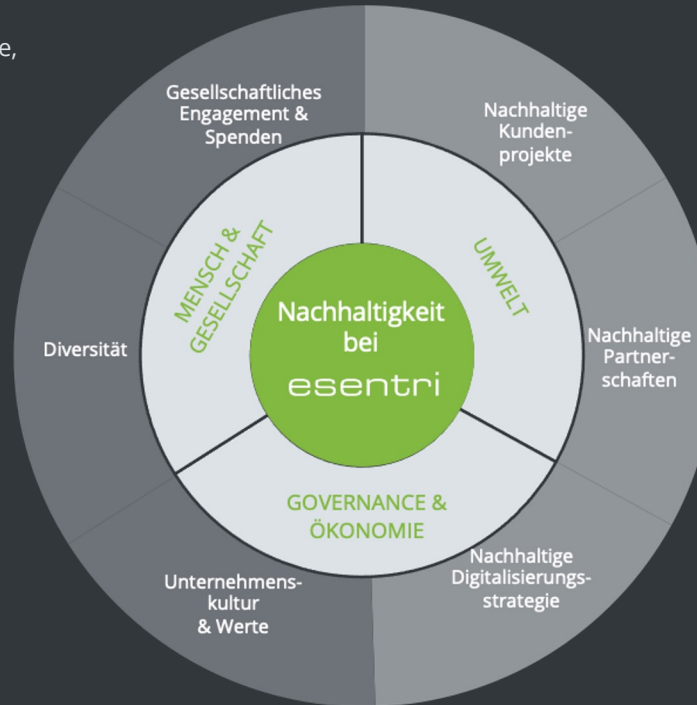 e,
Gesellschaftliches
Engagement &
Spenden
Nachhaltige
Kunden-
projekte
MENSCH &
GESELLSCHAFT
UMWELT
Nachhaltigkeit
bei
esentri
Diversität
Nachhaltige
Partner-
schaften
GOVERNANCE &
ÖKONOMIE
Unternehmens-
kultur
& Werte
Nachhaltige
Digitalisierungs-
strategie